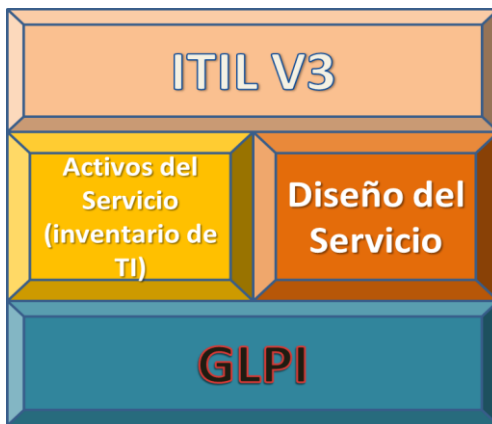 ITIL V3
Activos del
Servicio
(inventario de
TI)
Diseño del
Servicio
GLPI